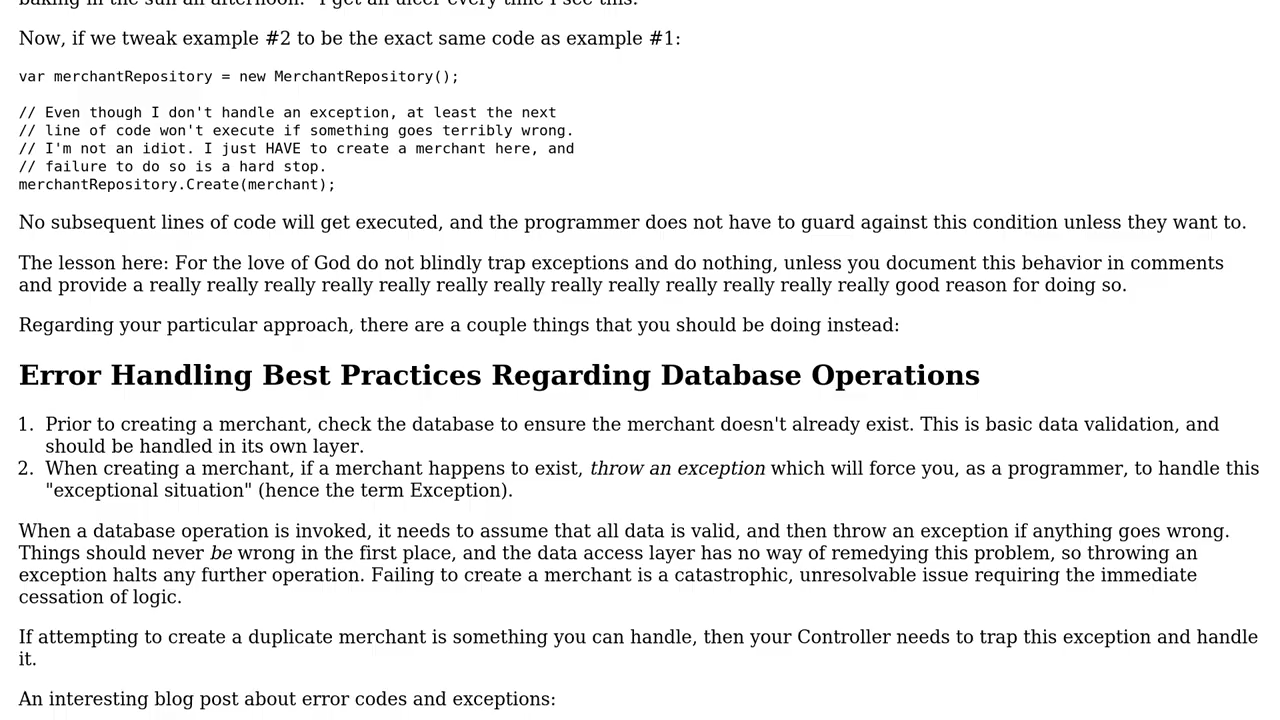 baking in the sun all afternoon. "I get an ulcer every time I see this."
Now, if we tweak example #2 to be the exact same code as example #1:
var merchantRepository = new MerchantRepository();
// Even though I don't handle an exception, at least the next
// line of code won't execute if something goes terribly wrong.
// I'm not an idiot. I just HAVE to create a merchant here, and
// failure to do so is a hard stop.
merchantRepository.Create(merchant);
No subsequent lines of code will get executed, and the programmer does not have to guard against this condition unless they want to.
The lesson here: For the love of God do not blindly trap exceptions and do nothing, unless you document this behavior in comments
and provide a really really really really really really really really really really really really really good reason for doing so.
Regarding your particular approach, there are a couple things that you should be doing instead:
Error Handling Best Practices Regarding Database Operations
1. Prior to creating a merchant, check the database to ensure the merchant doesn't already exist. This is basic data validation, and
should be handled in its own layer.
2. When creating a merchant, if a merchant happens to exist, throw an exception which will force you, as a programmer, to handle this
"exceptional situation" (hence the term Exception).
When a database operation is invoked, it needs to assume that all data is valid, and then throw an exception if anything goes wrong.
Things should never be wrong in the first place, and the data access layer has no way of remedying this problem, so throwing an
exception halts any further operation. Failing to create a merchant is a catastrophic, unresolvable issue requiring the immediate
cessation of logic.
If attempting to create a duplicate merchant is something you can handle, then your Controller needs to trap this exception and handle
it.
An interesting blog post about error codes and exceptions: